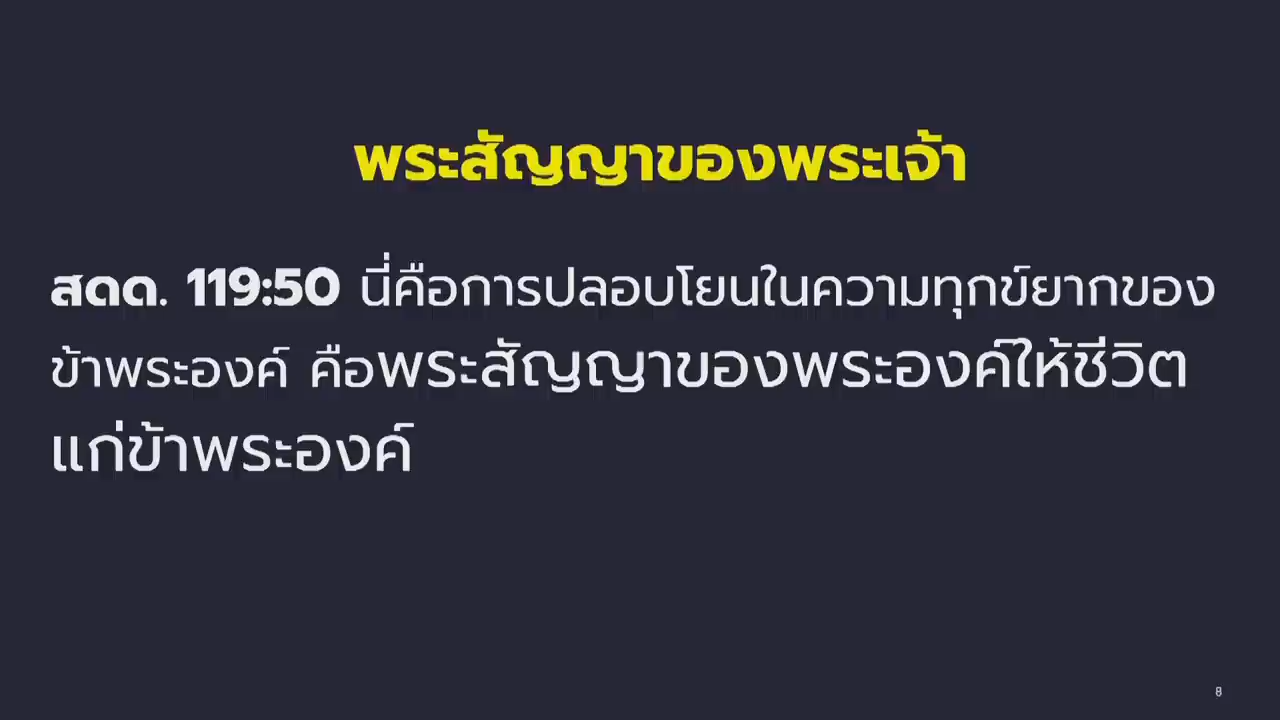 พระสัญญาของพระเจ้า
สดด. 119:50 นี่คือการปลอบโยนในความทุกข์ยากของ
ข้าพระองค์ คือพระสัญญาของพระองค์ให้ชีวิต
แก่ข้าพระองค์
8